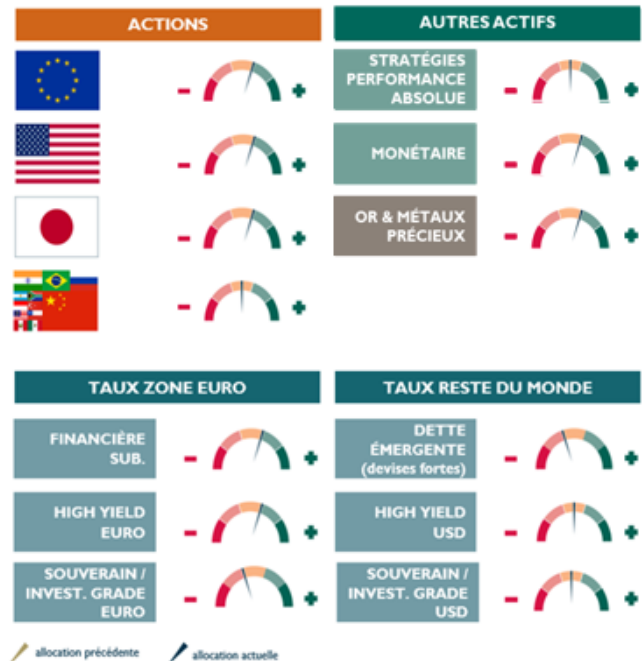 ACTIONS
AUTRES ACTIFS
STRATÉGIES
PERFORMANCE
ABSOLUE
MONÉTAIRE
OR & MÉTAUX
PRÉCIEUX
TAUX ZONE EURO
TAUX RESTE DU MONDE
FINANCIÈRE
SUB.
DETTE
ÉMERGENTE
(devises fortes)
HIGH YIELD
EURO
HIGH YIELD
USD
SOUVERAIN /
INVEST. GRADE
EURO
SOUVERAIN /
INVEST. GRADE
USD
allocation précédente
allocation actuelle